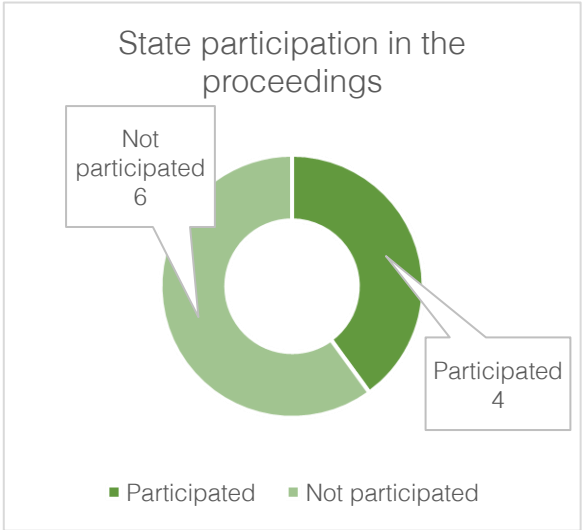 State participation in the
proceedings
Not
participated
6
Participated
4
Participated
Not participated